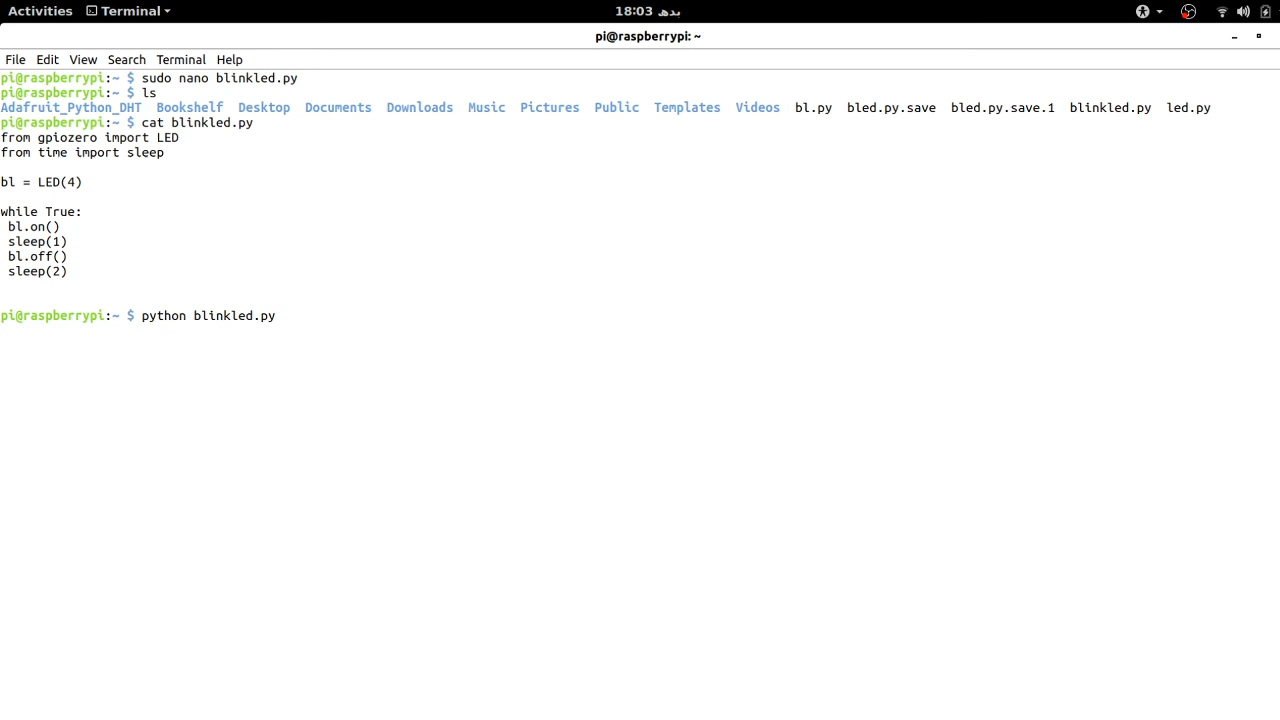 Activities Terminal 18:03 بدھ
pi@raspberrypi: ~
File Edit View Search Terminal Help
pi@raspberrypi:~ $ sudo nano blinkled.py
pi@raspberrypi:~ $ ls
Adafruit_Python_DHT Bookshelf Desktop Documents Downloads Music Pictures Public Templates Videos bl.py bled.py.save bled.py.save.1 blinkled.py led.py
pi@raspberrypi:~ $ cat blinkled.py
from gpiozero import LED
from time import sleep
bl = LED(4)
while True:
 bl.on()
 sleep(1)
 bl.off()
 sleep(2)
pi@raspberrypi:~ $ python blinkled.py